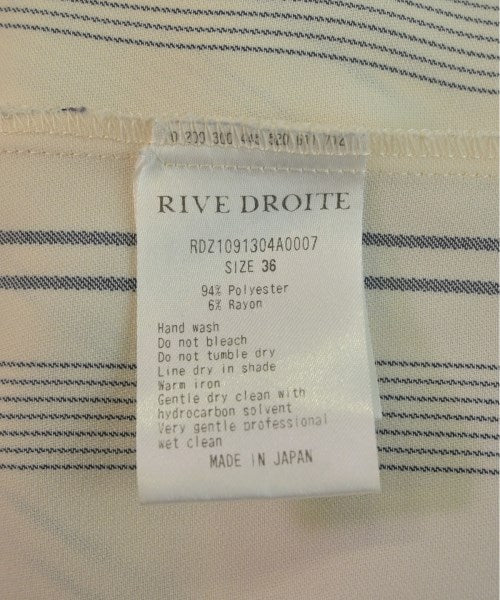 RIVE DROITE
RDZ1091304A0007
SIZE 36
94% Polyester
6% Rayon
Hand wash
Do not bleach
Do not tumble dry
Line dry in shade
Warm iron
Gentle dry clean with
hydrocarbon solvent
Very gentle professional
wet clean
MADE IN JAPAN